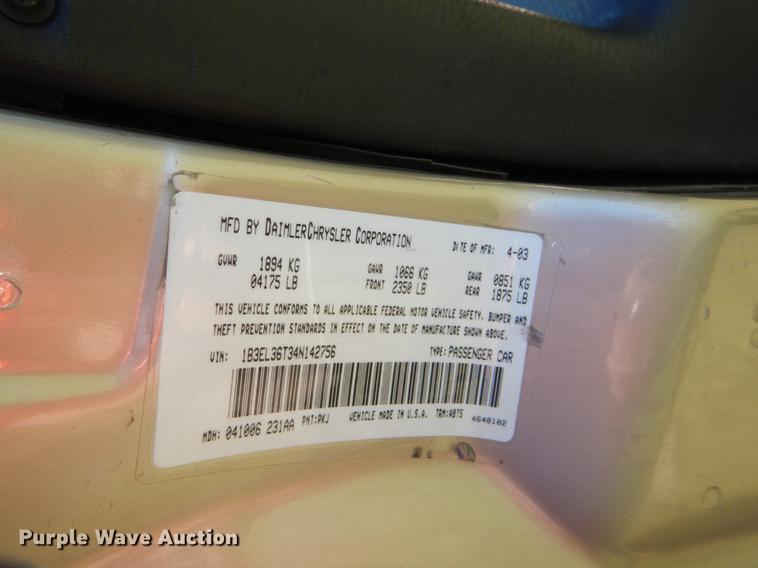 MFD BY DAIMLERCHRYSLER CORPORATION DATE OF MFR: 4-03
GVWR 1894 KG GAWR 1066 KG GAWR 0851 KG
04175 LB FRONT 2350 LB REAR 1875 LB
THIS VEHICLE CONFORMS TO ALL APPLICABLE FEDERAL MOTOR VEHICLE SAFETY, BUMPER AND
THEFT PREVENTION STANDARDS IN EFFECT ON THE DATE OF MANUFACTURE SHOWN ABOVE.
VIN: 1B3EL36T34N142756 TYPE: PASSENGER CAR
MDH: 041006 231AA PNT:PKJ VEHICLE MADE IN U.S.A. TRM:ABT5 4648102
Purple Wave Auction